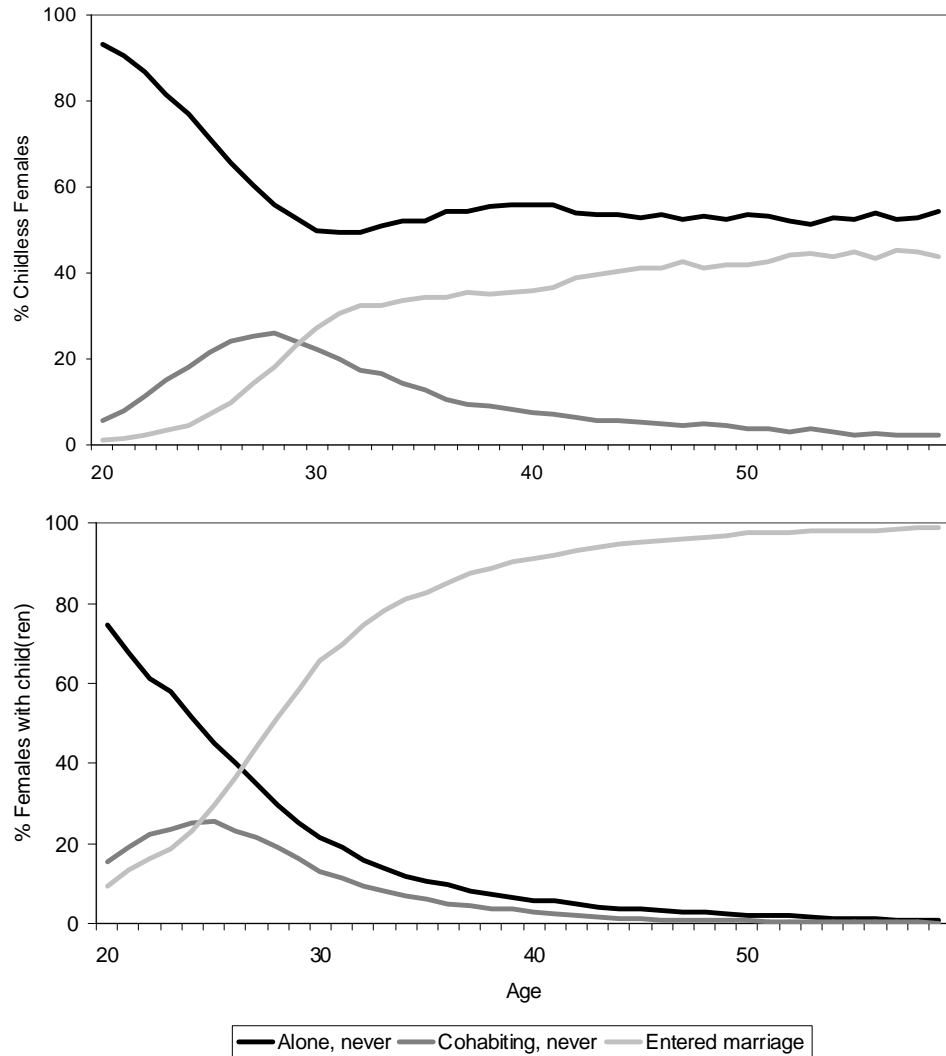 100
80
60
40
20
0
% Childless Females
20 30 40 50
100
80
60
40
20
0
% Females with child(ren)
20 30 40 50
Age
Alone, never Cohabiting, never Entered marriage